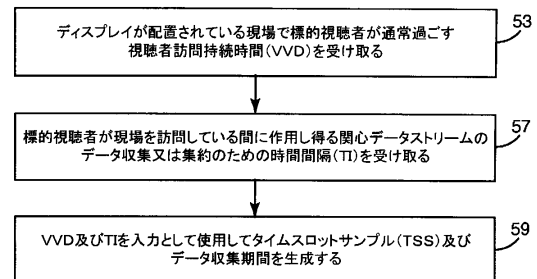 ディスプレイが配置されている現場で標的視聴者が通常過ごす
視聴者訪問持続時間(VVD)を受け取る
53
標的視聴者が現場を訪問している間に作用し得る関心データストリームの
データ収集又は集約のための時間間隔(TI)を受け取る
57
VVD及びTIを入力として使用してタイムスロットサンプル(TSS)及び
データ収集期間を生成する
59